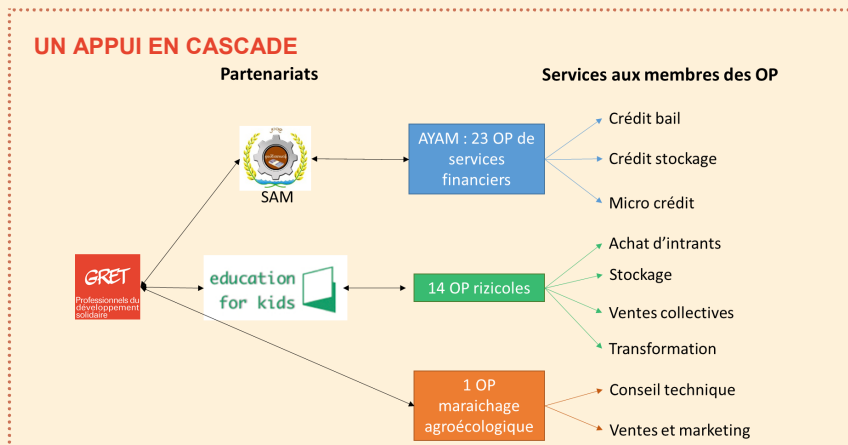 UN APPUI EN CASCADE
Partenariats
Services aux membres des OP
SAM
AYAM : 23 OP de
services
financiers
Crédit bail
Crédit stockage
Micro crédit
GRET
Professionnels du
développement
solidaire
education
for kids
14 OP rizicoles
Achat d'intrants
Stockage
Ventes collectives
Transformation
1 OP
maraichage
agroécologique
Conseil technique
Ventes et marketing